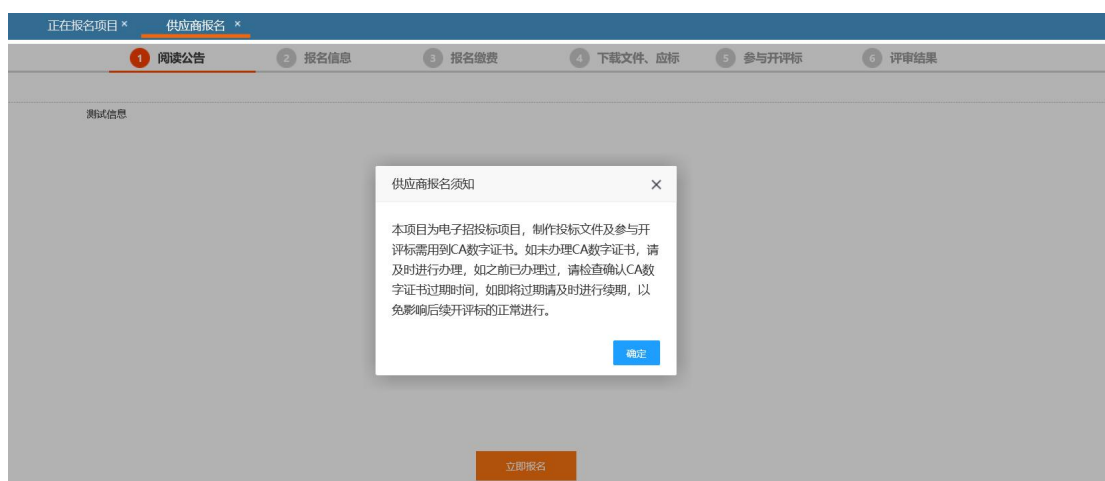 正在报名项目 × 供应商报名 ×
1 阅读公告 2 报名信息 3 报名缴费 4 下载文件、应标 5 参与开评标 6 评审结果
测试信息
供应商报名须知 ×
本项目为电子招投标项目，制作投标文件及参与开
评标需用到CA数字证书。如未办理CA数字证书，请
及时进行办理，如之前已办理过，请检查确认CA数
字证书过期时间，如即将过期请及时进行续期，以
免影响后续开评标的正常进行。
确定
立即报名